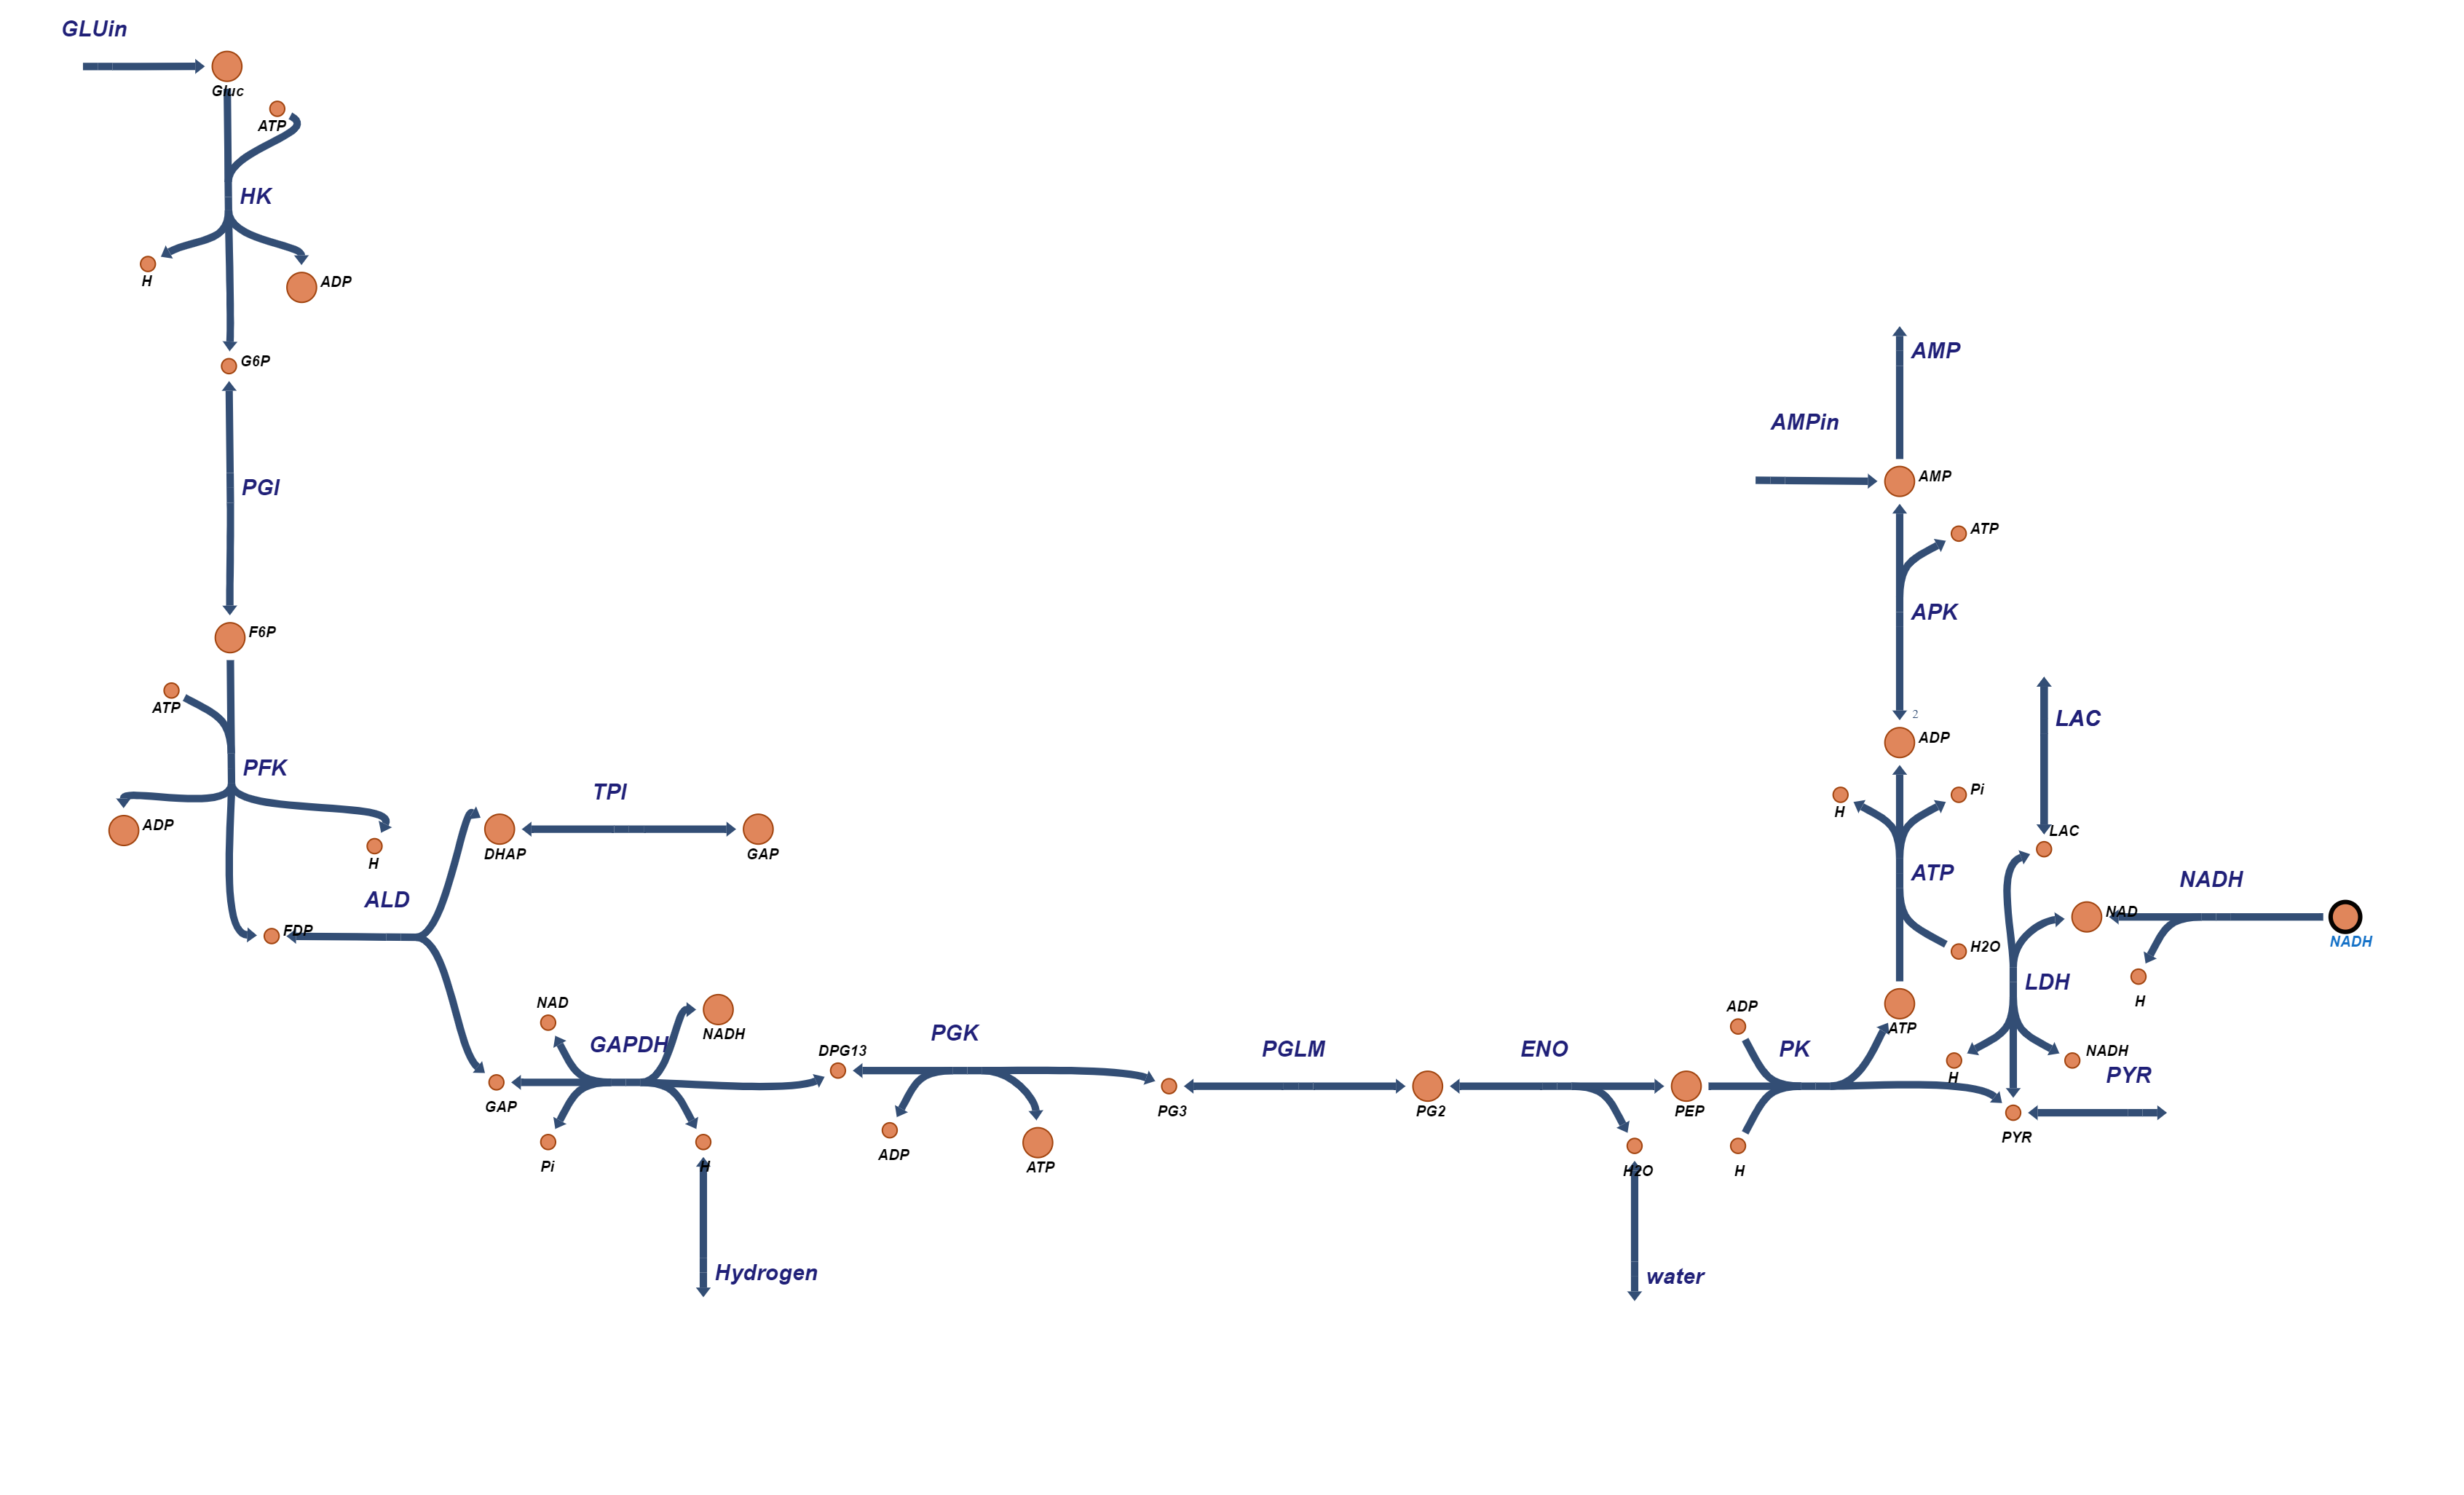 GLUin
Gluc
ATP
HK
H
ADP
G6P
PGI
F6P
ATP
PFK
ADP
H
TPI
DHAP
GAP
ALD
FDP
NAD
GAPDH
NADH
GAP
Pi
H
Hydrogen
DPG13
PGK
ADP
ATP
PG3
PGLM
PG2
ENO
PEP
H2O
water
ADP
PK
H
ATP
AMP
AMPin
AMP
ATP
APK
2
ADP
H
Pi
ATP
H2O
LAC
LAC
NADH
NAD
NADH
H
LDH
H
NADH
PYR
PYR